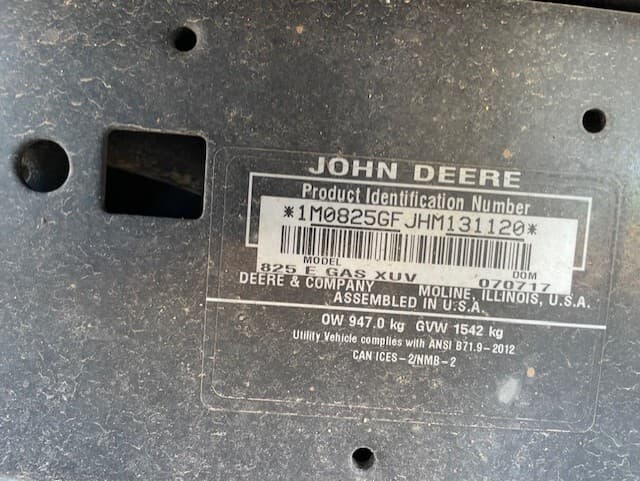 JOHN DEERE
Product Identification Number
*1M0825GFJHM131120*
MODEL DOM
825 E GAS XUV 070717
DEERE & COMPANY MOLINE, ILLINOIS, U.S.A.
ASSEMBLED IN U.S.A.
OW 947.0 kg GVW 1542 kg
Utility Vehicle complies with ANSI B71.9-2012
CAN ICES-2/NMB-2